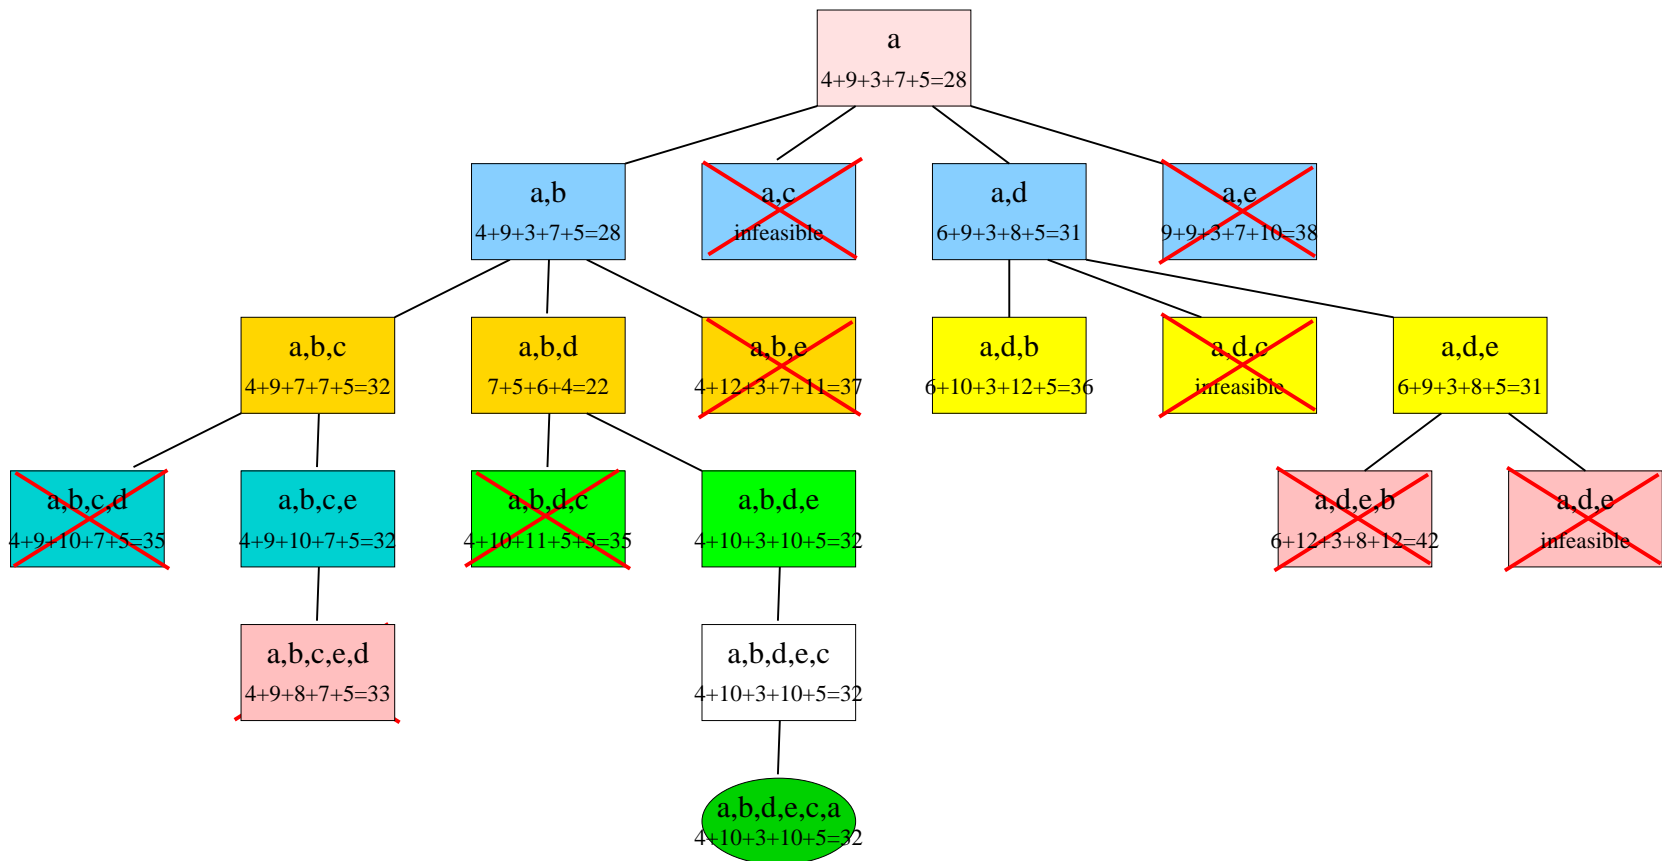 a
4+9+3+7+5=28
a,b
4+9+3+7+5=28
a,c
infeasible
a,d
6+9+3+8+5=31
a,e
9+9+3+7+10=38
a,b,c
4+9+7+7+5=32
a,b,d
7+5+6+4=22
a,b,e
4+12+3+7+11=37
a,d,b
6+10+3+12+5=36
a,d,c
infeasible
a,d,e
6+9+3+8+5=31
a,b,c,d
4+9+10+7+5=35
a,b,c,e
4+9+10+7+5=32
a,b,d,c
4+10+11+5+5=35
a,b,d,e
4+10+3+10+5=32
a,d,e,b
6+12+3+8+12=42
a,d,e
infeasible
a,b,c,e,d
4+9+8+7+5=33
a,b,d,e,c
4+10+3+10+5=32
a,b,d,e,c,a
4+10+3+10+5=32